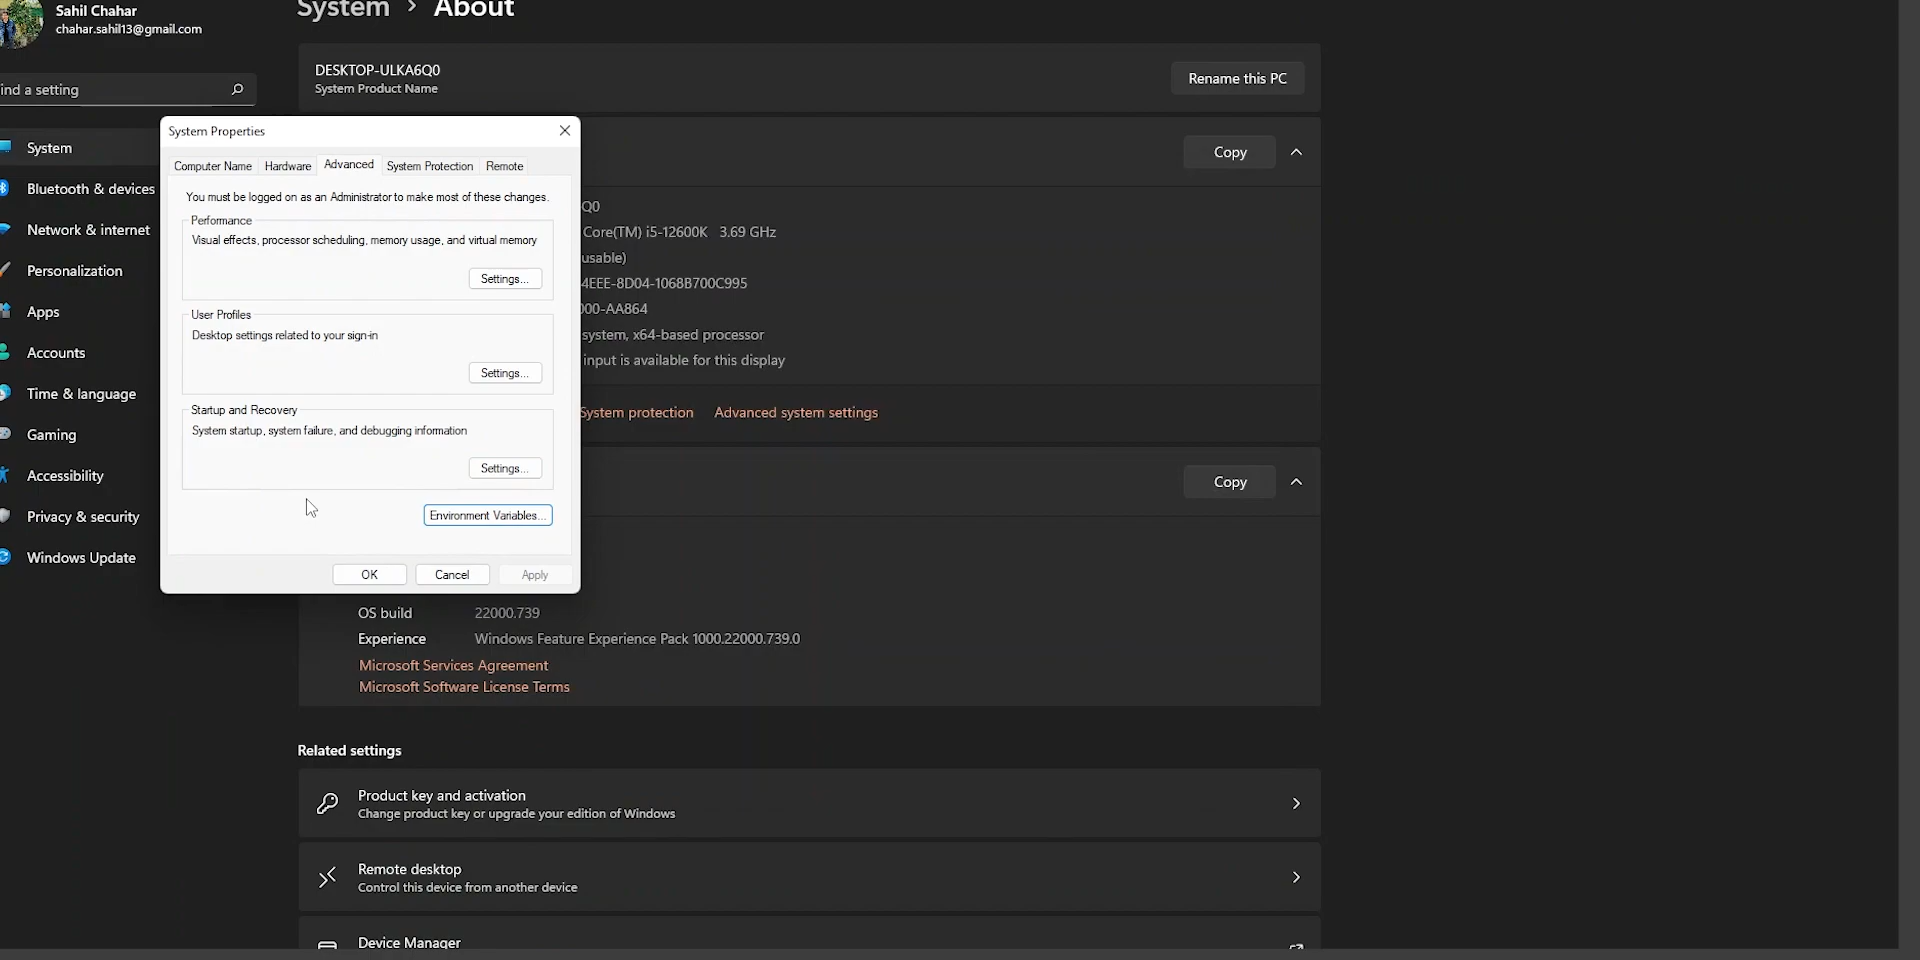 System > About
Sahil Chahar
chahar.sahil13@gmail.com
ind a setting
System
Bluetooth & devices
Network & internet
Personalization
Apps
Accounts
Time & language
Gaming
Accessibility
Privacy & security
Windows Update
DESKTOP-ULKA6Q0
System Product Name
Rename this PC
System Properties
Computer Name Hardware Advanced System Protection Remote
You must be logged on as an Administrator to make most of these changes.
Performance
Visual effects, processor scheduling, memory usage, and virtual memory
Settings...
User Profiles
Desktop settings related to your sign-in
Settings...
Startup and Recovery
System startup, system failure, and debugging information
Settings...
Environment Variables...
OK Cancel Apply
Copy
Q0
Core(TM) i5-12600K 3.69 GHz
usable)
4EEE-8D04-1068B700C995
000-AA864
system, x64-based processor
input is available for this display
System protection Advanced system settings
Copy
OS build 22000.739
Experience Windows Feature Experience Pack 1000.22000.739.0
Microsoft Services Agreement
Microsoft Software License Terms
Related settings
Product key and activation
Change product key or upgrade your edition of Windows
Remote desktop
Control this device from another device
Device Manager